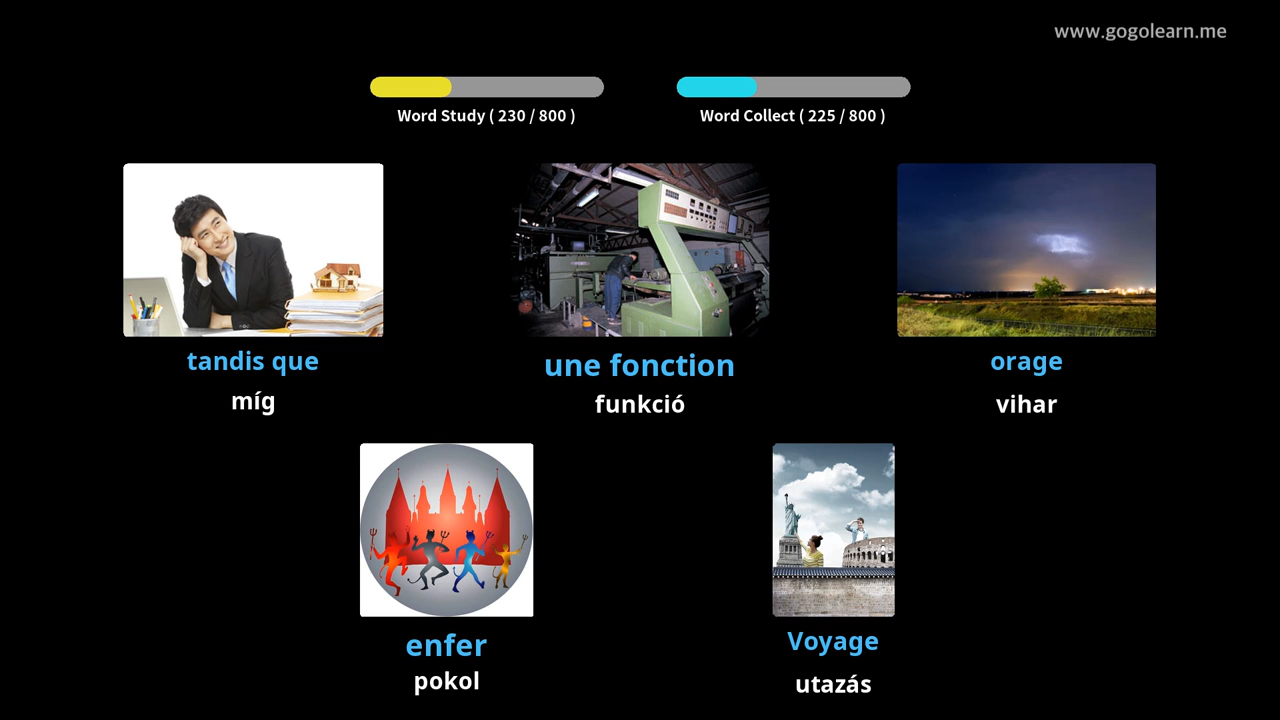 www.gogolearn.me
Word Study ( 230 / 800 )
Word Collect ( 225 / 800 )
tandis que
míg
une fonction
funkció
orage
vihar
enfer
pokol
Voyage
utazás